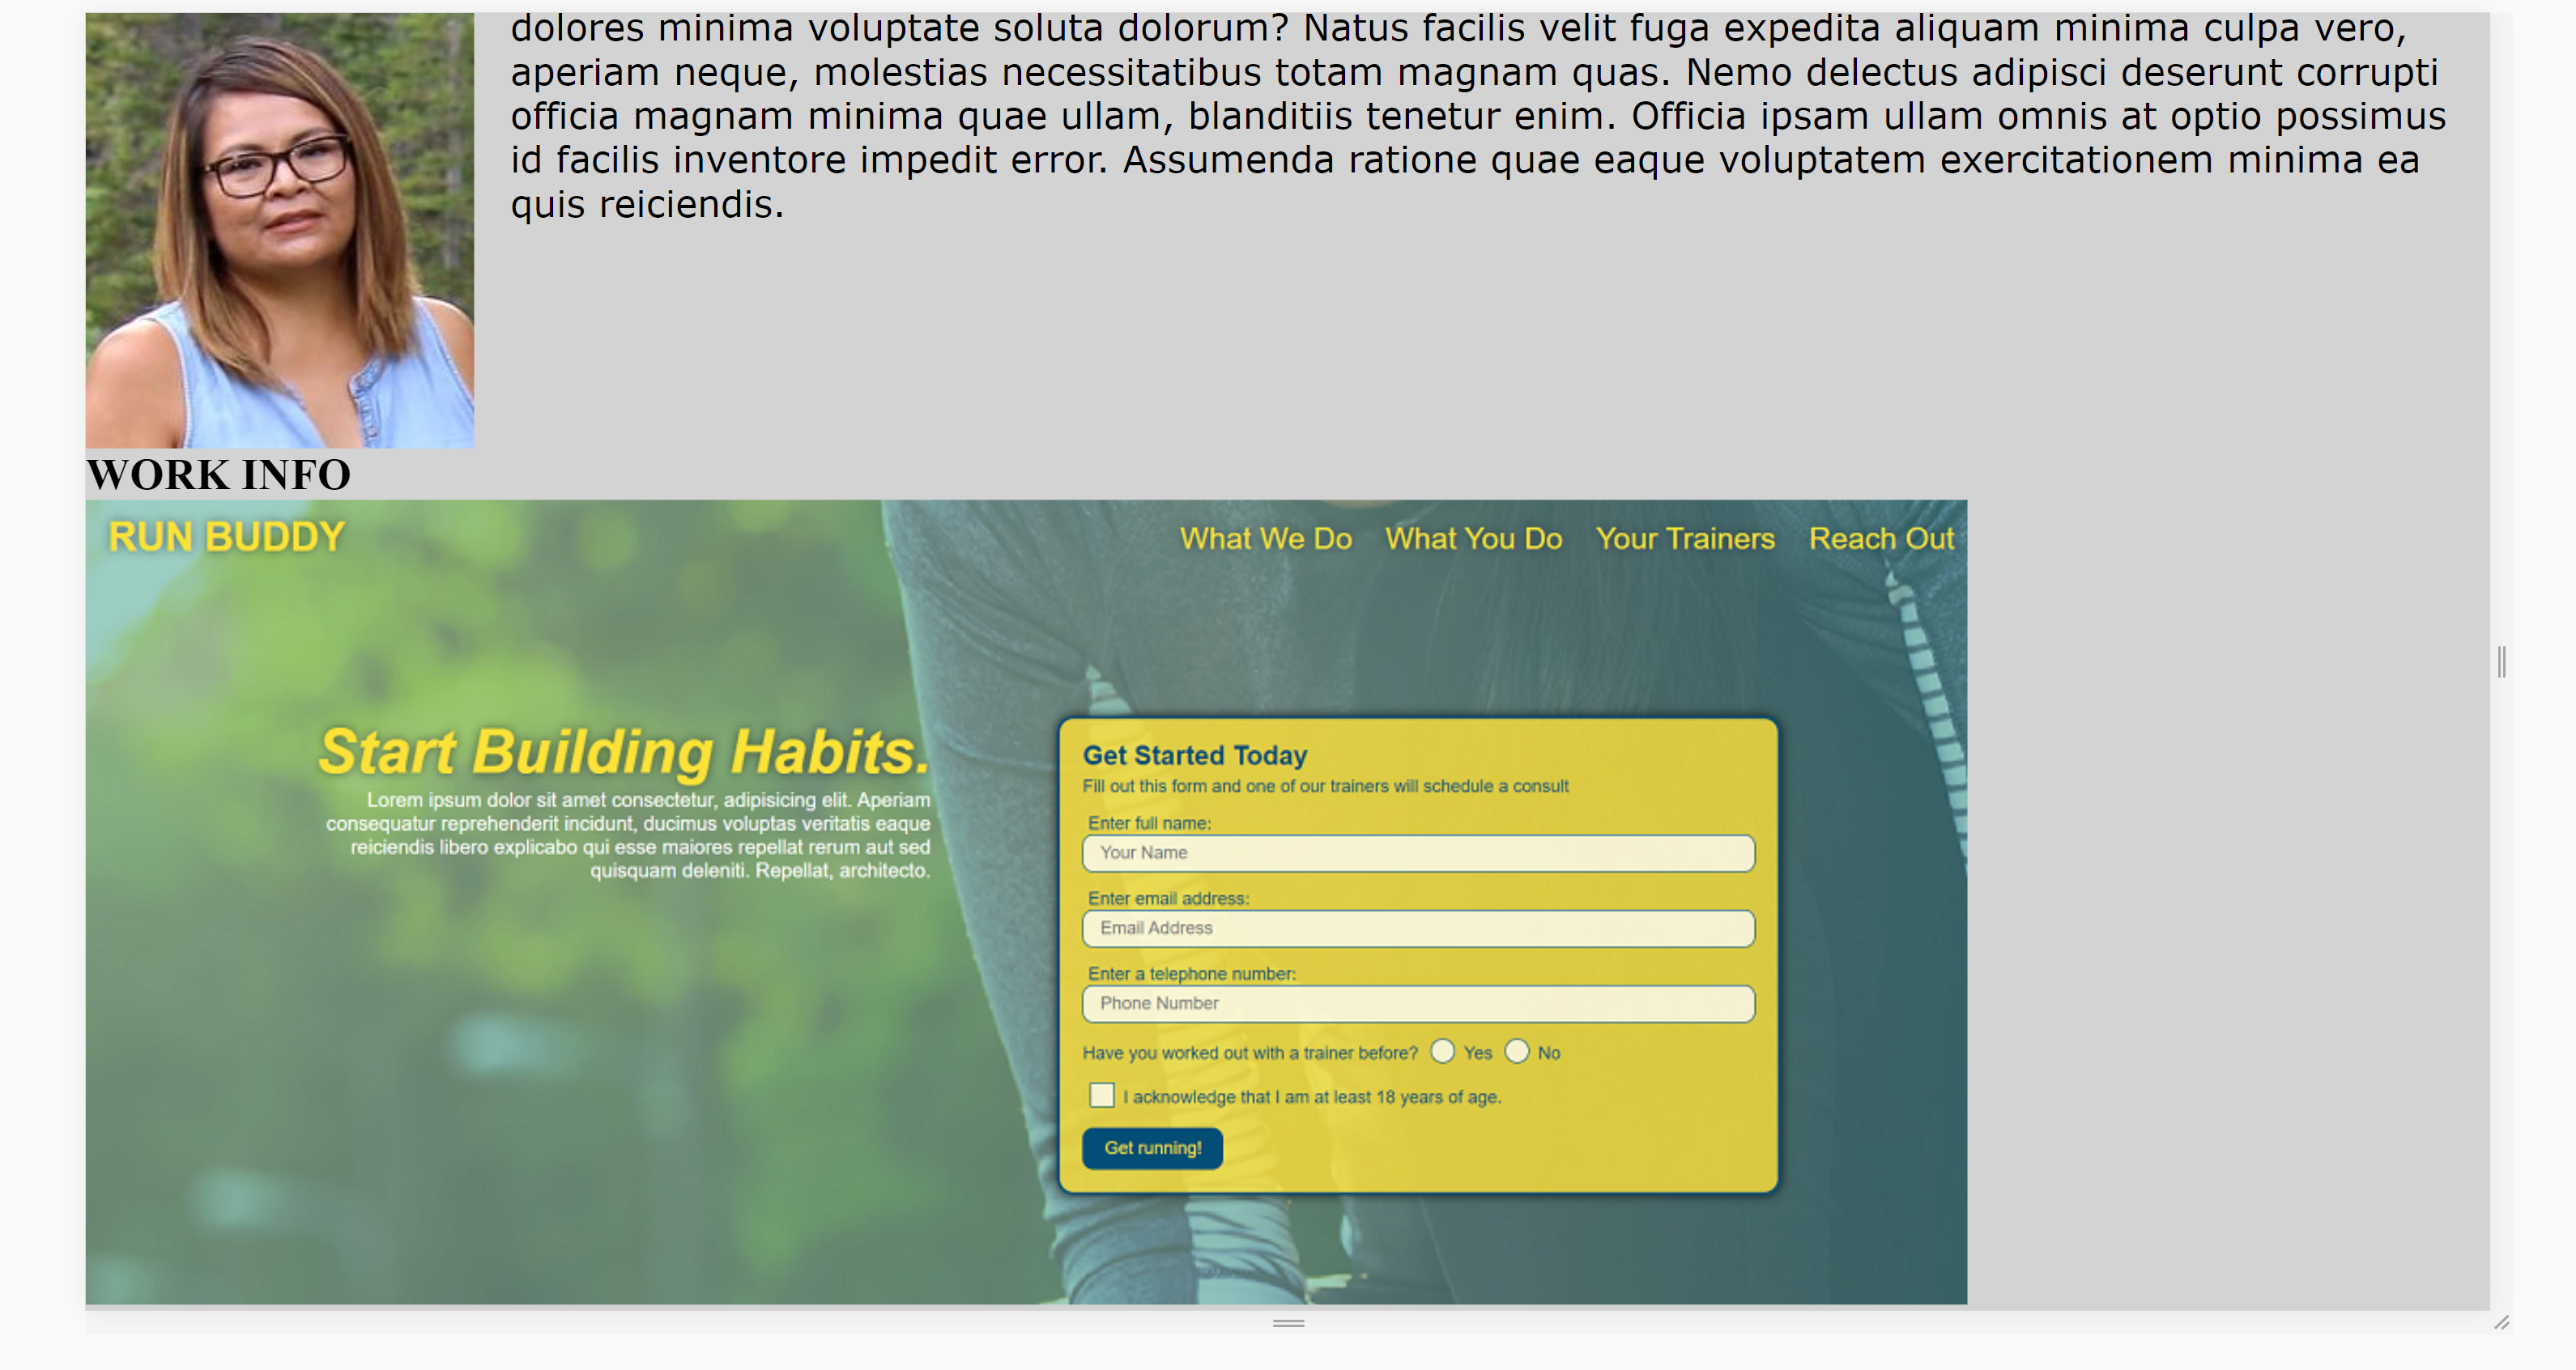 dolores minima voluptate soluta dolorum? Natus facilis velit fuga expedita aliquam minima culpa vero,
aperiam neque, molestias necessitatibus totam magnam quas. Nemo delectus adipisci deserunt corrupti
officia magnam minima quae ullam, blanditiis tenetur enim. Officia ipsam ullam omnis at optio possimus
id facilis inventore impedit error. Assumenda ratione quae eaque voluptatem exercitationem minima ea
quis reiciendis.
WORK INFO
RUN BUDDY
What We Do What You Do Your Trainers Reach Out
Start Building Habits.
Lorem ipsum dolor sit amet consectetur, adipisicing elit. Aperiam
consequatur reprehenderit incidunt, ducimus voluptas veritatis eaque
reiciendis libero explicabo qui esse maiores repellat rerum aut sed
quisquam deleniti. Repellat, architecto.
Get Started Today
Fill out this form and one of our trainers will schedule a consult
Enter full name:
Your Name
Enter email address:
Email Address
Enter a telephone number:
Phone Number
Have you worked out with a trainer before? Yes No
I acknowledge that I am at least 18 years of age.
Get running!